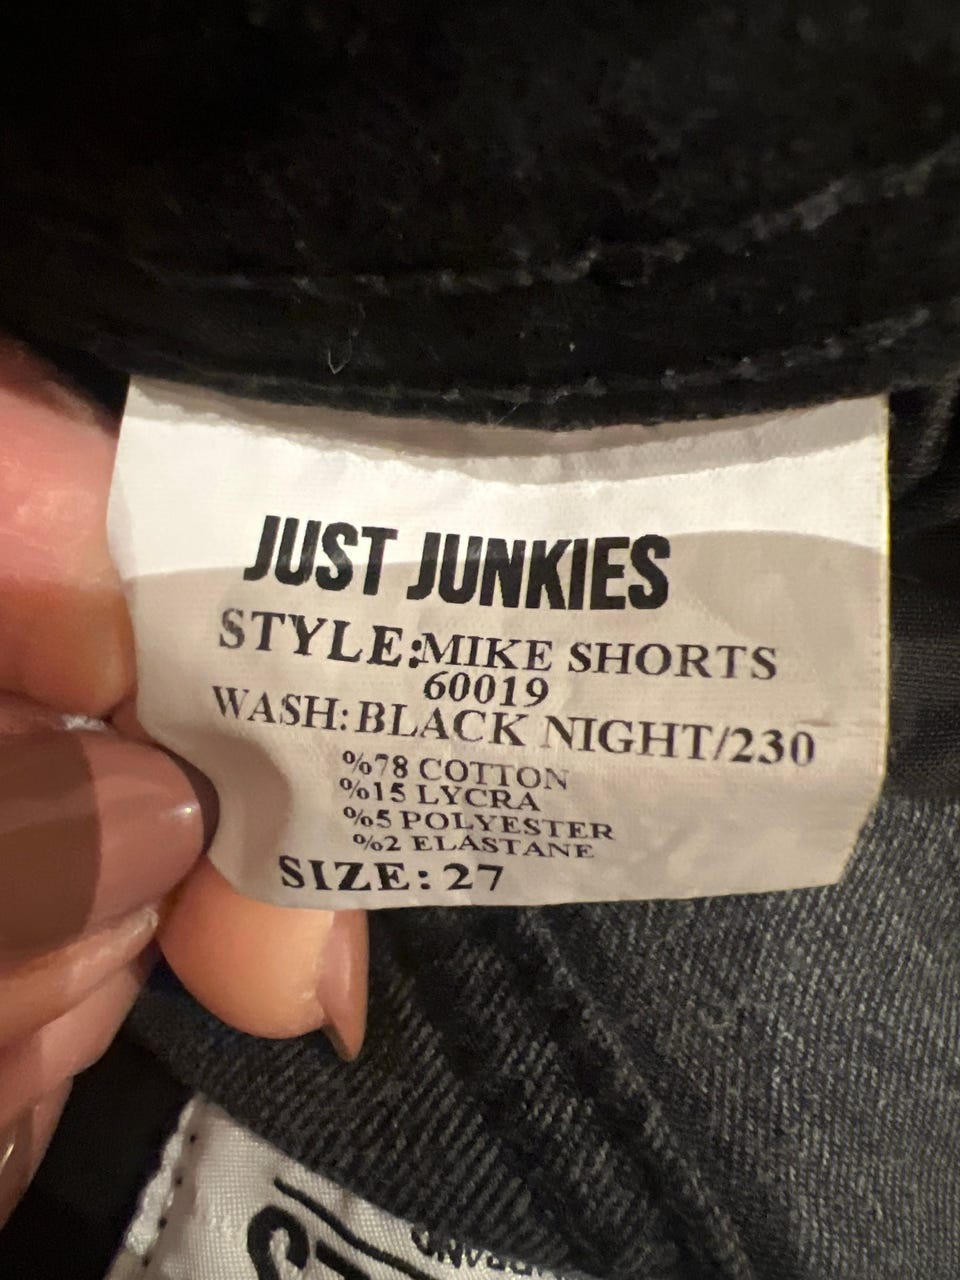 JUST JUNKIES
STYLE:MIKE SHORTS
60019
WASH:BLACK NIGHT/230
%78 COTTON
%15 LYCRA
%5 POLYESTER
%2 ELASTANE
SIZE:27